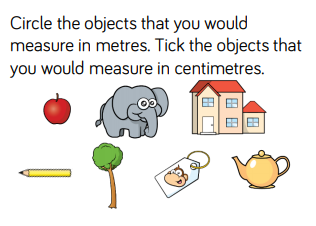 Circle the objects that you would
measure in metres. Tick the objects that
you would measure in centimetres.